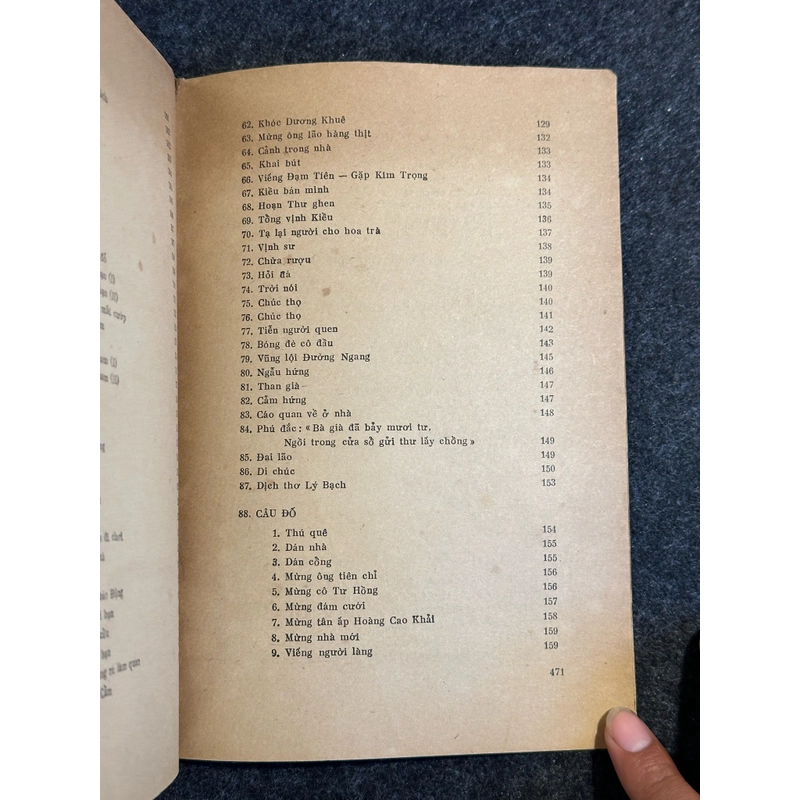 62. Khóc Dương Khuê 129
63. Mừng ông lão hàng thịt 132
64. Cảnh trong nhà 133
65. Khai bút 133
66. Viếng Đạm Tiên — Gặp Kim Trọng 134
67. Kiều bán mình 134
68. Hoạn Thư ghen 135
69. Tổng vịnh Kiều 136
70. Tạ lại người cho hoa trà 137
71. Vịnh sư 138
72. Chừa rượu 139
73. Hỏi đá 139
74. Trời nói 140
75. Chúc thọ 140
76. Chúc thọ 141
77. Tiễn người quen 142
78. Bóng đè cô đầu 143
79. Vũng lội Đường Ngang 145
80. Ngẫu hứng 146
81. Than già 147
82. Cảm hứng 147
83. Cáo quan về ở nhà 148
84. Phú đắc: «Bà già đã bảy mươi tư,
Ngồi trong cửa sổ gửi thư lấy chồng» 149
85. Đại lão 149
86. Di chúc 150
87. Dịch thơ Lý Bạch 153
88. CÂU ĐỐ
1. Thú quê 154
2. Dán nhà 155
3. Dán cổng 155
4. Mừng ông tiên chỉ 156
5. Mừng cô Tư Hồng 156
6. Mừng đám cưới 157
7. Mừng tân ấp Hoàng Cao Khải 158
8. Mừng nhà mới 159
9. Viếng người làng 159
471